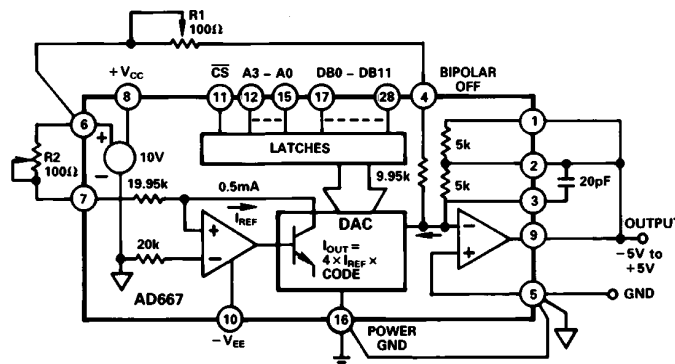 R1
100Ω
+VCC
CS A3 – A0 DB0 – DB11 BIPOLAR OFF
8 11 12 15 17 28 4
6
+
10V
–
R2
100Ω
7
LATCHES
5k
1
2
5k
20pF
3
9.95k
19.95k
0.5mA
IREF
+
–
20k
DAC
IOUT =
4 × IREF ×
CODE
–
+
9
OUTPUT
–5V to
+5V
5
GND
AD667
10
–VEE
16
POWER
GND